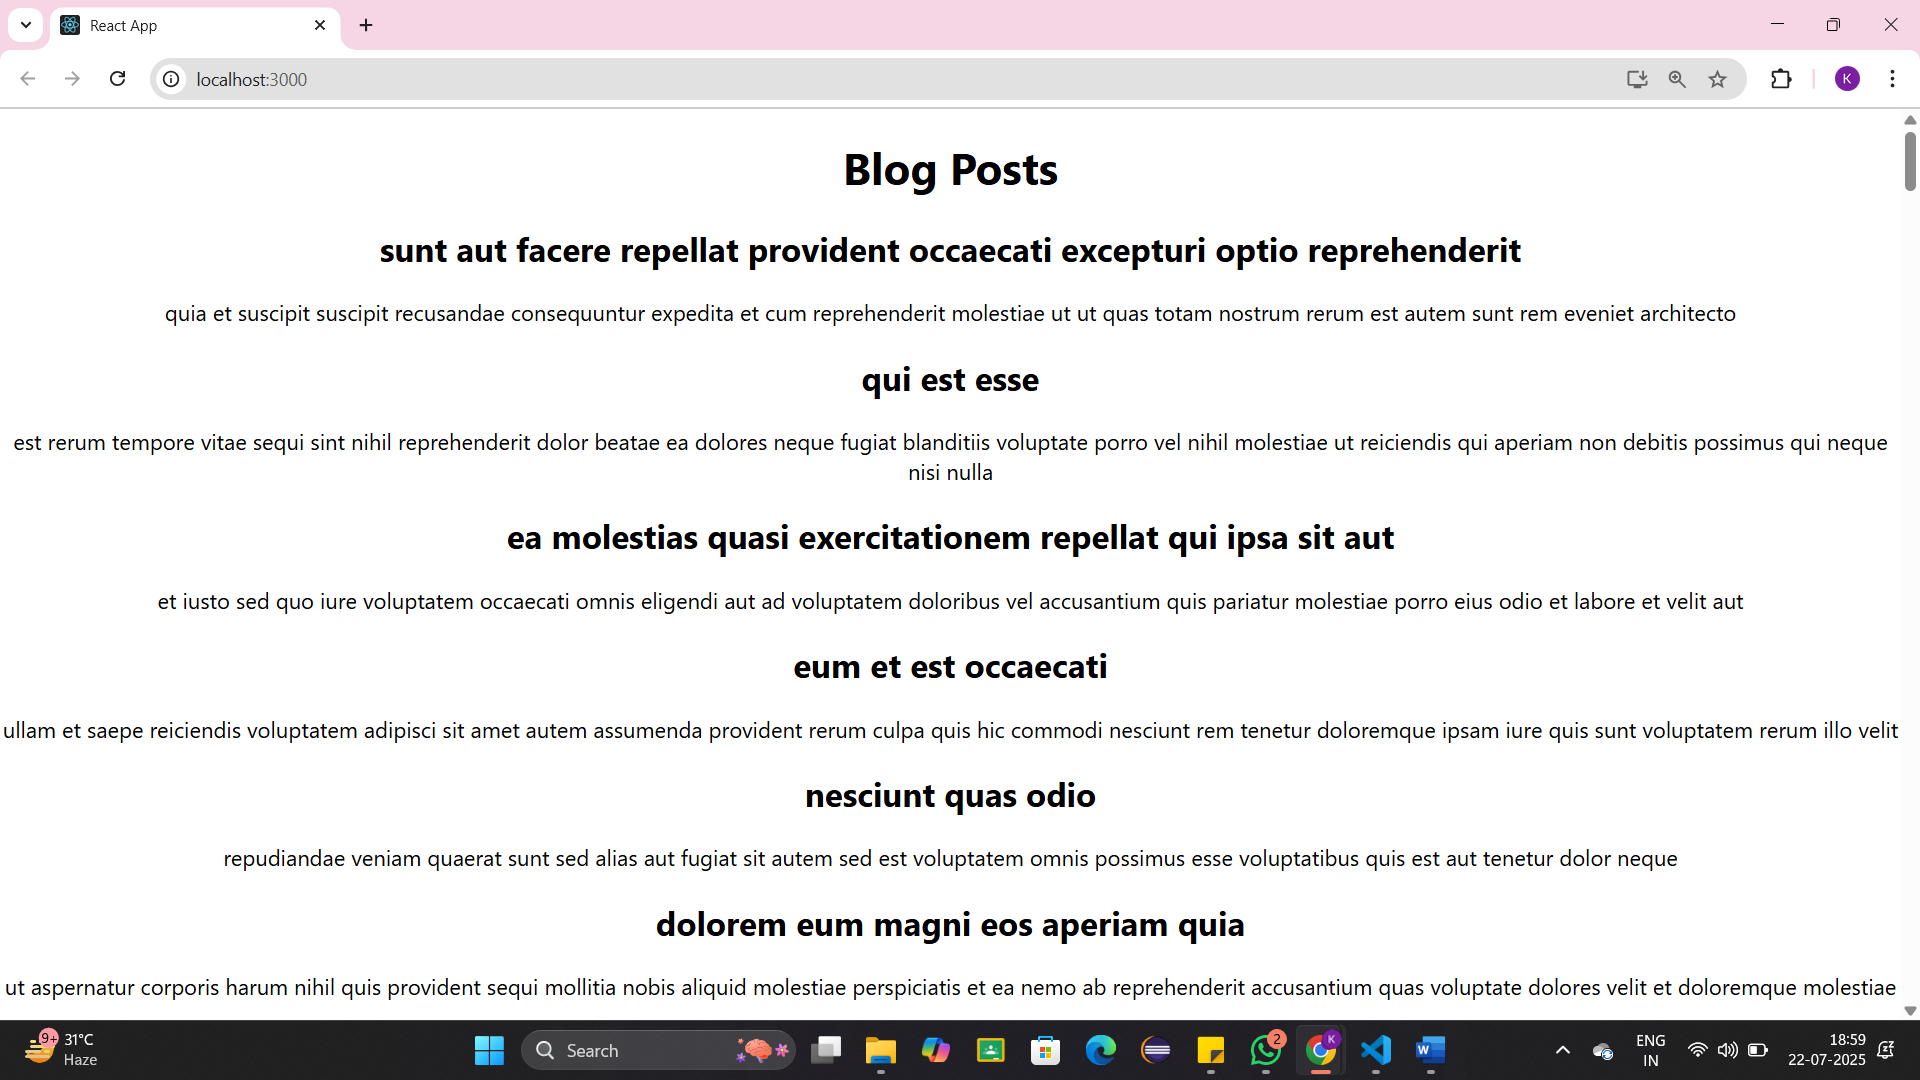 React App
localhost:3000
K
Blog Posts
sunt aut facere repellat provident occaecati excepturi optio reprehenderit
quia et suscipit suscipit recusandae consequuntur expedita et cum reprehenderit molestiae ut ut quas totam nostrum rerum est autem sunt rem eveniet architecto
qui est esse
est rerum tempore vitae sequi sint nihil reprehenderit dolor beatae ea dolores neque fugiat blanditiis voluptate porro vel nihil molestiae ut reiciendis qui aperiam non debitis possimus qui neque
nisi nulla
ea molestias quasi exercitationem repellat qui ipsa sit aut
et iusto sed quo iure voluptatem occaecati omnis eligendi aut ad voluptatem doloribus vel accusantium quis pariatur molestiae porro eius odio et labore et velit aut
eum et est occaecati
ullam et saepe reiciendis voluptatem adipisci sit amet autem assumenda provident rerum culpa quis hic commodi nesciunt rem tenetur doloremque ipsam iure quis sunt voluptatem rerum illo velit
nesciunt quas odio
repudiandae veniam quaerat sunt sed alias aut fugiat sit autem sed est voluptatem omnis possimus esse voluptatibus quis est aut tenetur dolor neque
dolorem eum magni eos aperiam quia
ut aspernatur corporis harum nihil quis provident sequi mollitia nobis aliquid molestiae perspiciatis et ea nemo ab reprehenderit accusantium quas voluptate dolores velit et doloremque molestiae
9+
31°C
Haze
Search
2
K
W
ENG
IN
18:59
22-07-2025